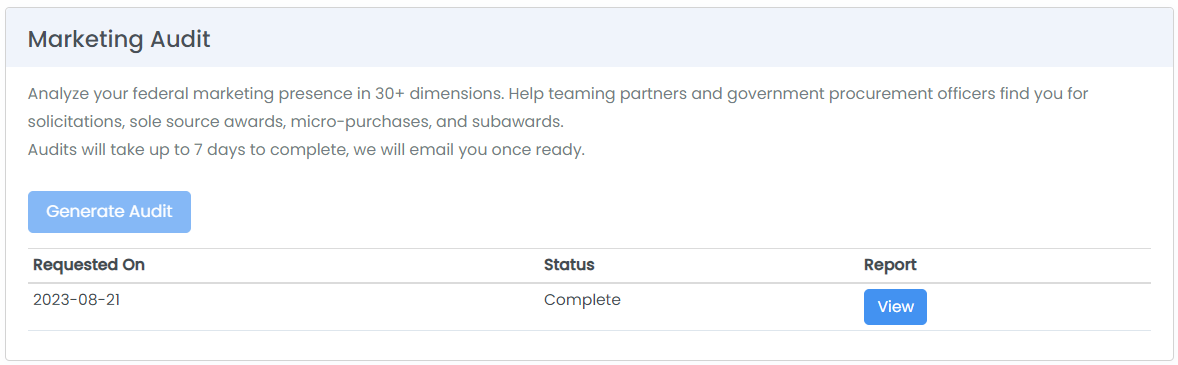 Marketing Audit
Analyze your federal marketing presence in 30+ dimensions. Help teaming partners and government procurement officers find you for
solicitations, sole source awards, micro-purchases, and subawards.
Audits will take up to 7 days to complete, we will email you once ready.
Generate Audit
Requested On Status Report
2023-08-21 Complete View